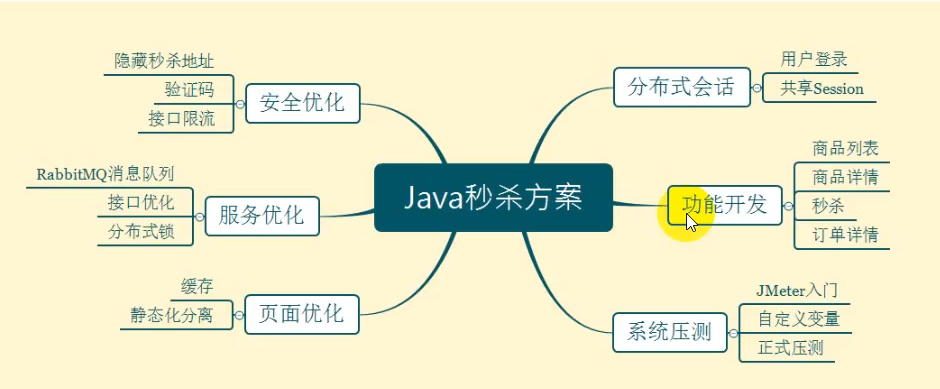 Java秒杀方案
分布式会话
用户登录
共享Session
功能开发
商品列表
商品详情
秒杀
订单详情
系统压测
JMeter入门
自定义变量
正式压测
安全优化
隐藏秒杀地址
验证码
接口限流
服务优化
RabbitMQ消息队列
接口优化
分布式锁
页面优化
缓存
静态化分离